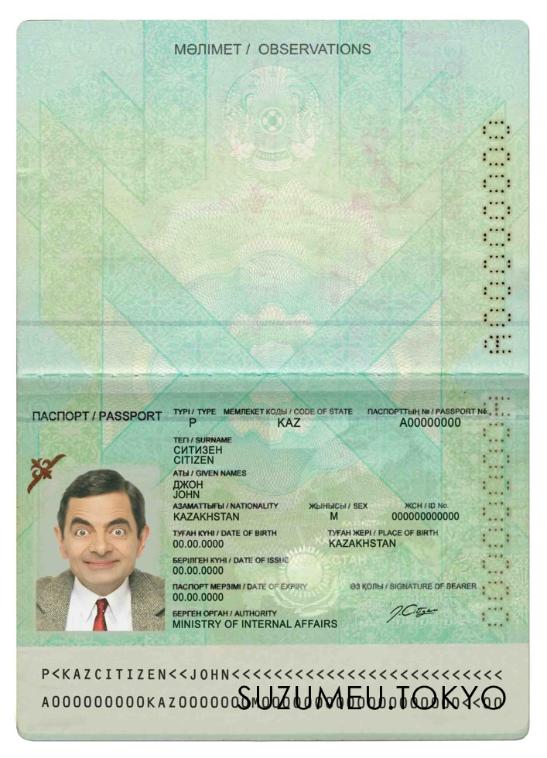 МӘЛІМЕТ / OBSERVATIONS
A00000000
ПАСПОРТ / PASSPORT
ТҮРІ / TYPE МЕМЛЕКЕТ КОДЫ / CODE OF STATE ПАСПОРТТЫҢ № / PASSPORT №
P KAZ A00000000
ТЕГІ / SURNAME
СИТИЗЕН
CITIZEN
АТЫ / GIVEN NAMES
ДЖОН
JOHN
АЗАМАТТЫҒЫ / NATIONALITY ЖЫНЫСЫ / SEX ЖСН / ID No.
KAZAKHSTAN M 000000000000
ТУҒАН КҮНІ / DATE OF BIRTH ТУҒАН ЖЕРІ / PLACE OF BIRTH
00.00.0000 KAZAKHSTAN
БЕРІЛГЕН КҮНІ / DATE OF ISSUE
00.00.0000
ПАСПОРТ МЕРЗІМІ / DATE OF EXPIRY ӨЗ ҚОЛЫ / SIGNATURE OF BEARER
00.00.0000
БЕРГЕН ОРГАН / AUTHORITY
MINISTRY OF INTERNAL AFFAIRS
P<KAZCITIZEN<<JOHN<<<<<<<<<<<<<<<<<<<<<<<<<<
SUZUMEU.TOKYO